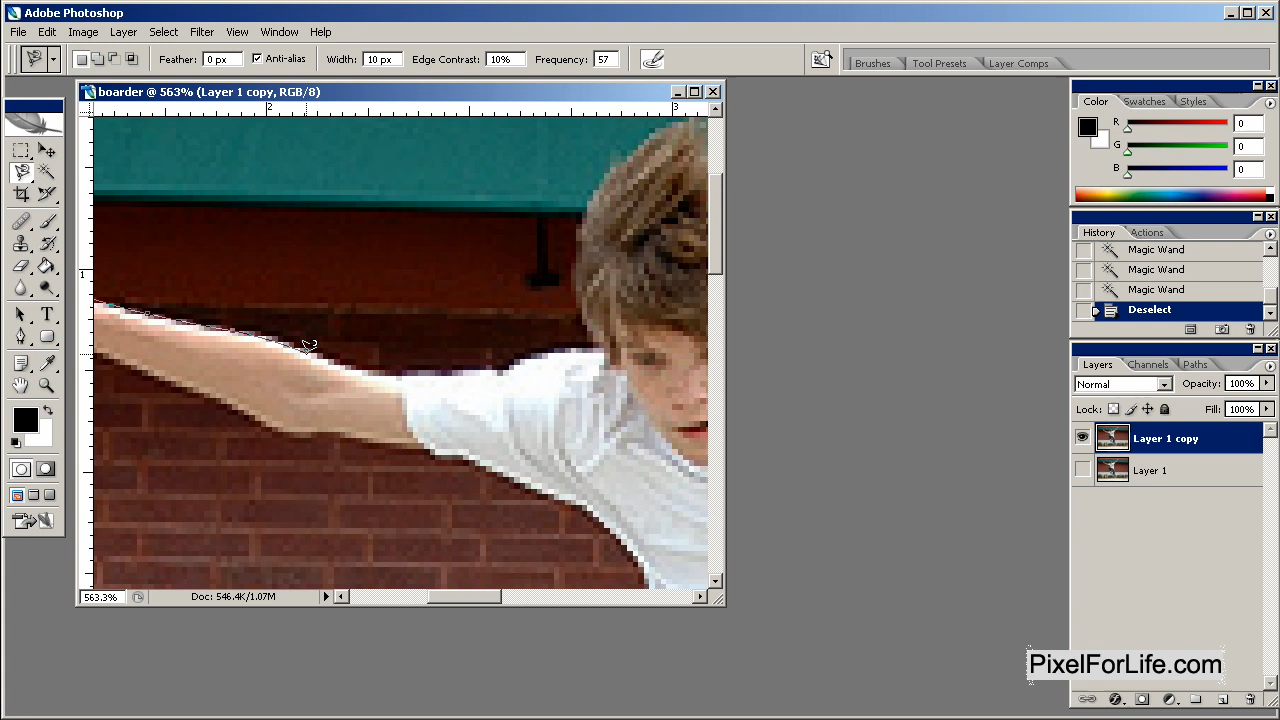 Adobe Photoshop
File Edit Image Layer Select Filter View Window Help
Feather: 0 px Anti-alias Width: 10 px Edge Contrast: 10% Frequency: 57 Brushes Tool Presets Layer Comps
boarder @ 563% (Layer 1 copy, RGB/8)
2 3
1
563.3% Doc: 546.4K/1.07M
Color Swatches Styles
R 0
G 0
B 0
History Actions
Magic Wand
Magic Wand
Magic Wand
Deselect
Layers Channels Paths
Normal Opacity: 100%
Lock: Fill: 100%
Layer 1 copy
Layer 1
T
PixelForLife.com